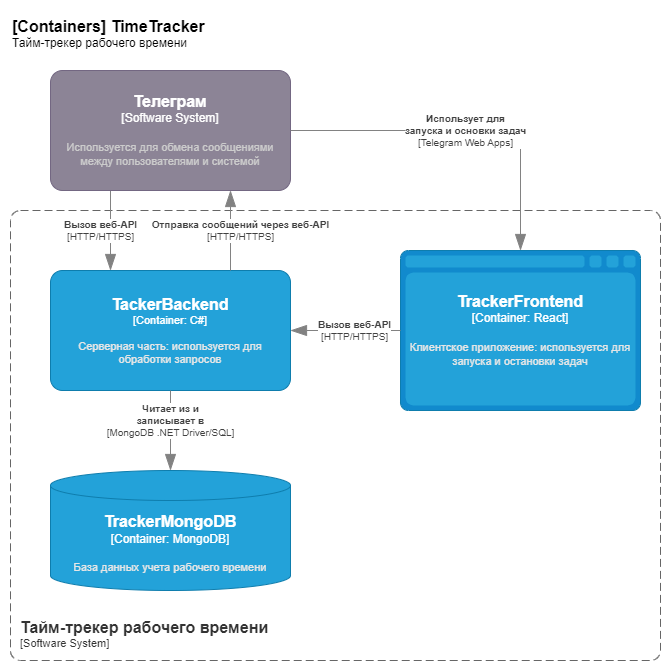 [Containers] TimeTracker
Тайм-трекер рабочего времени
Телеграм
[Software System]
Используется для обмена сообщениями
между пользователями и системой
Использует для
запуска и основки задач
[Telegram Web Apps]
Вызов веб-API
[HTTP/HTTPS]
Отправка сообщений через веб-API
[HTTP/HTTPS]
TackerBackend
[Container: C#]
Серверная часть: используется для
обработки запросов
Вызов веб-API
[HTTP/HTTPS]
TrackerFrontend
[Container: React]
Клиентское приложение: используется для
запуска и остановки задач
Читает из и
записывает в
[MongoDB .NET Driver/SQL]
TrackerMongoDB
[Container: MongoDB]
База данных учета рабочего времени
Тайм-трекер рабочего времени
[Software System]